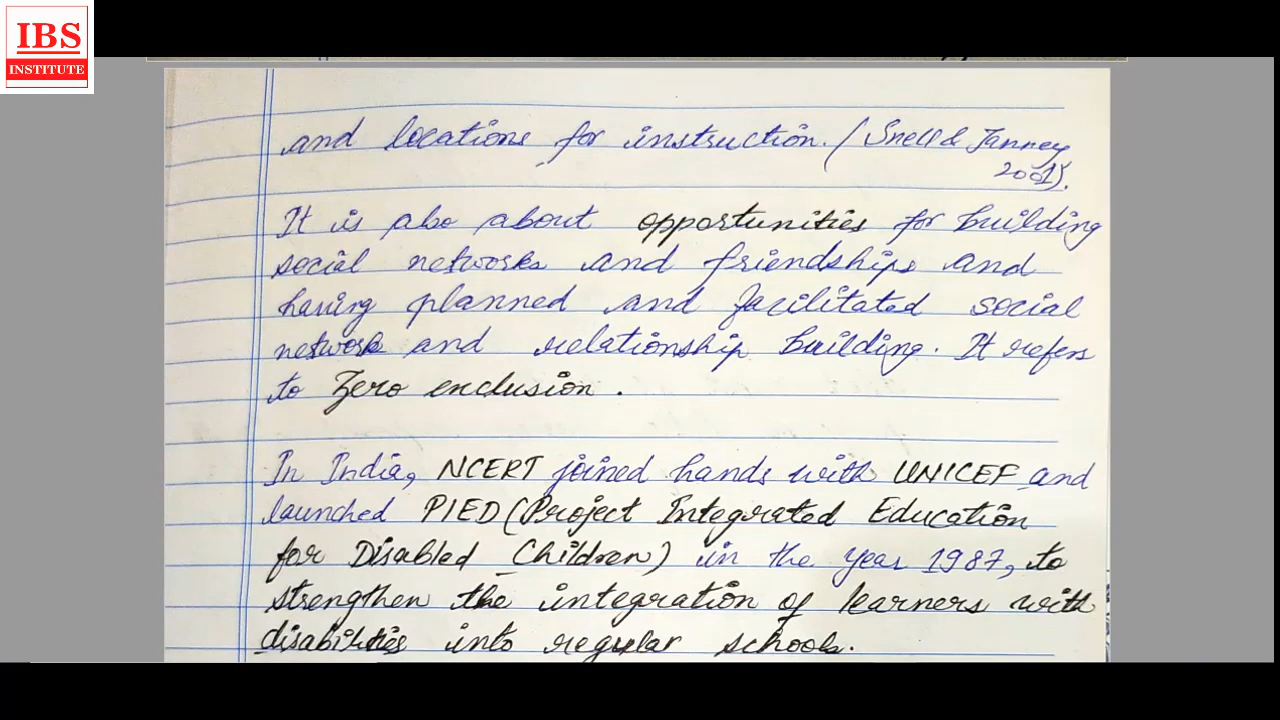 IBS
INSTITUTE
and locations for instruction. (Snell & Janney
2001).
It is also about opportunities for building
social networks and friendships and
having planned and facilitated social
network and relationship building. It refers
to Zero exclusion.
In India, NCERT joined hands with UNICEF and
launched PIED (Project Integrated Education
for Disabled Children) in the year 1987, to
strengthen the integration of learners with
disabilities into regular schools.